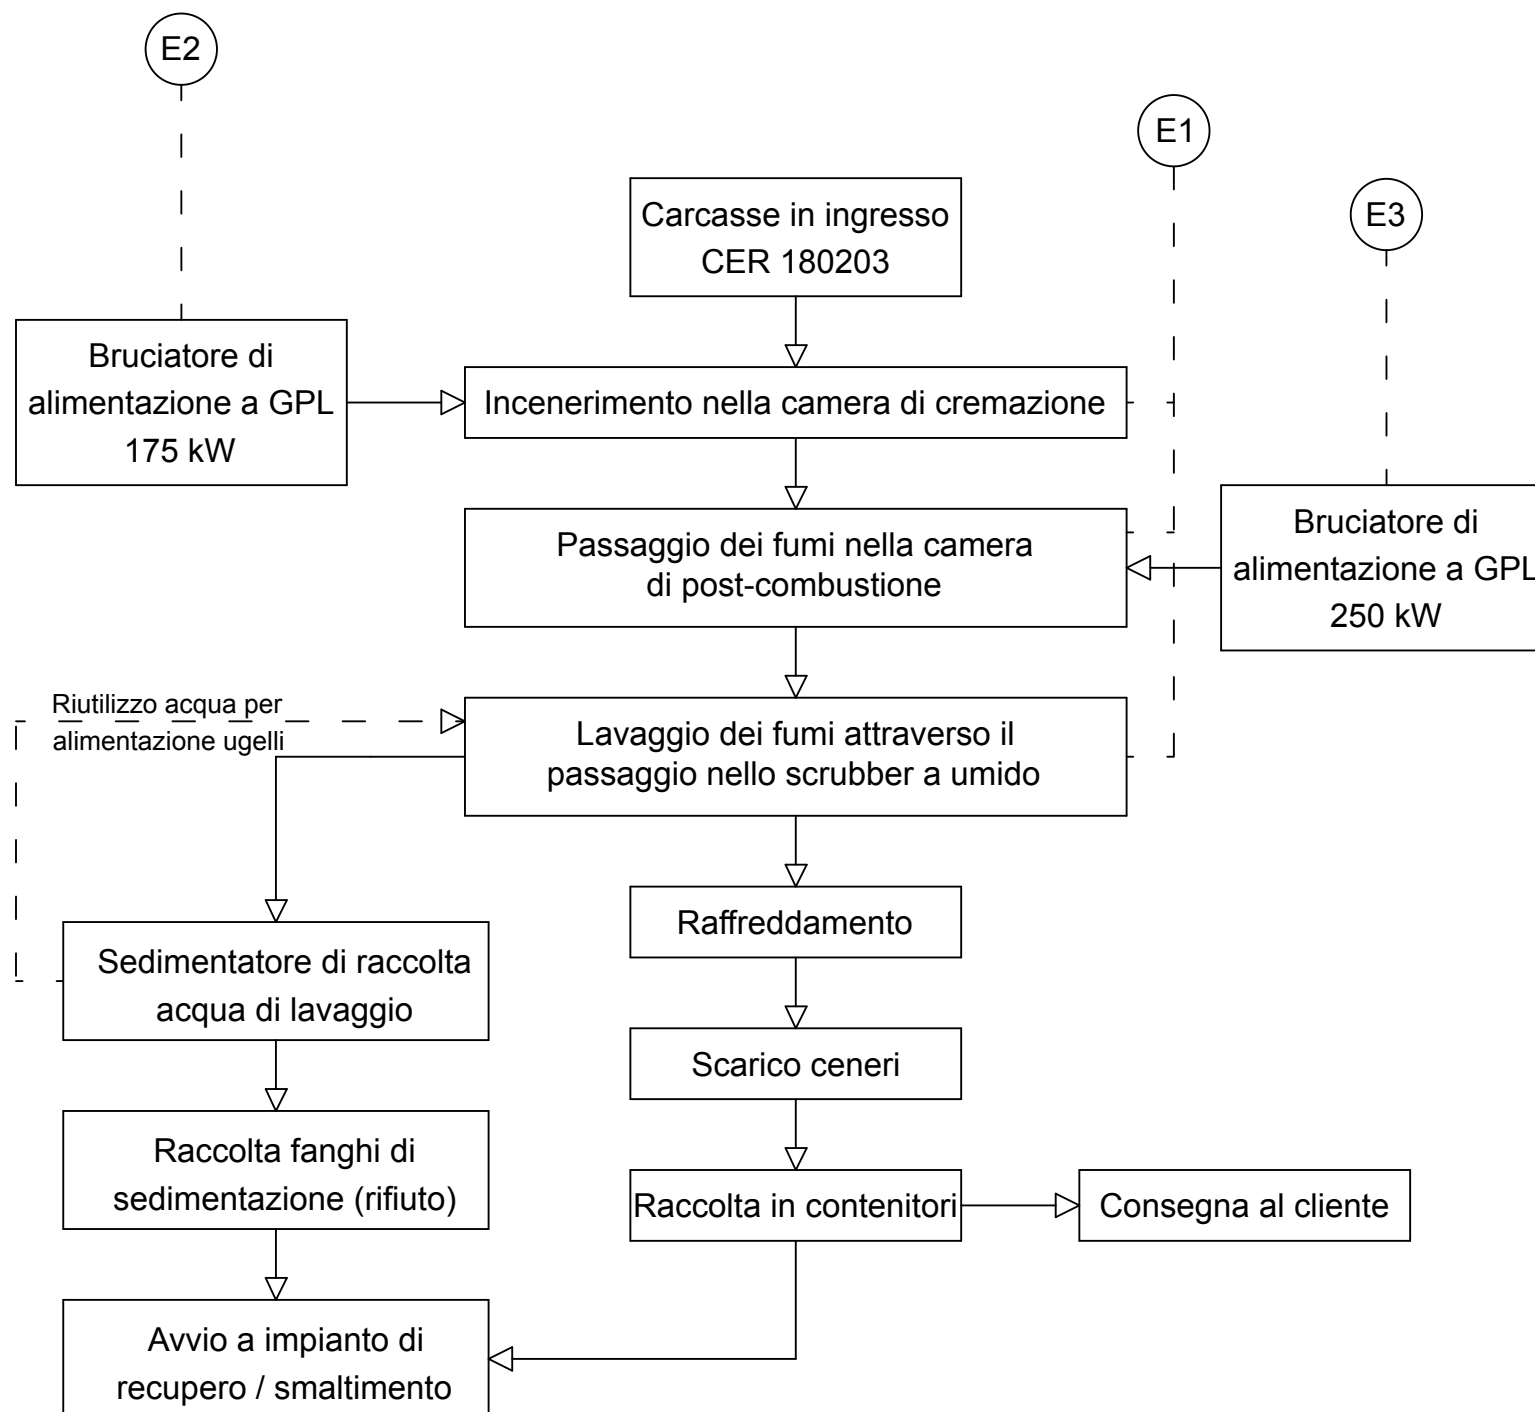 E2
E1
E3
Carcasse in ingresso
CER 180203
Bruciatore di
alimentazione a GPL
175 kW
Incenerimento nella camera di cremazione
Passaggio dei fumi nella camera
di post-combustione
Bruciatore di
alimentazione a GPL
250 kW
Riutilizzo acqua per
alimentazione ugelli
Lavaggio dei fumi attraverso il
passaggio nello scrubber a umido
Raffreddamento
Sedimentatore di raccolta
acqua di lavaggio
Scarico ceneri
Raccolta fanghi di
sedimentazione (rifiuto)
Raccolta in contenitori
Consegna al cliente
Avvio a impianto di
recupero / smaltimento